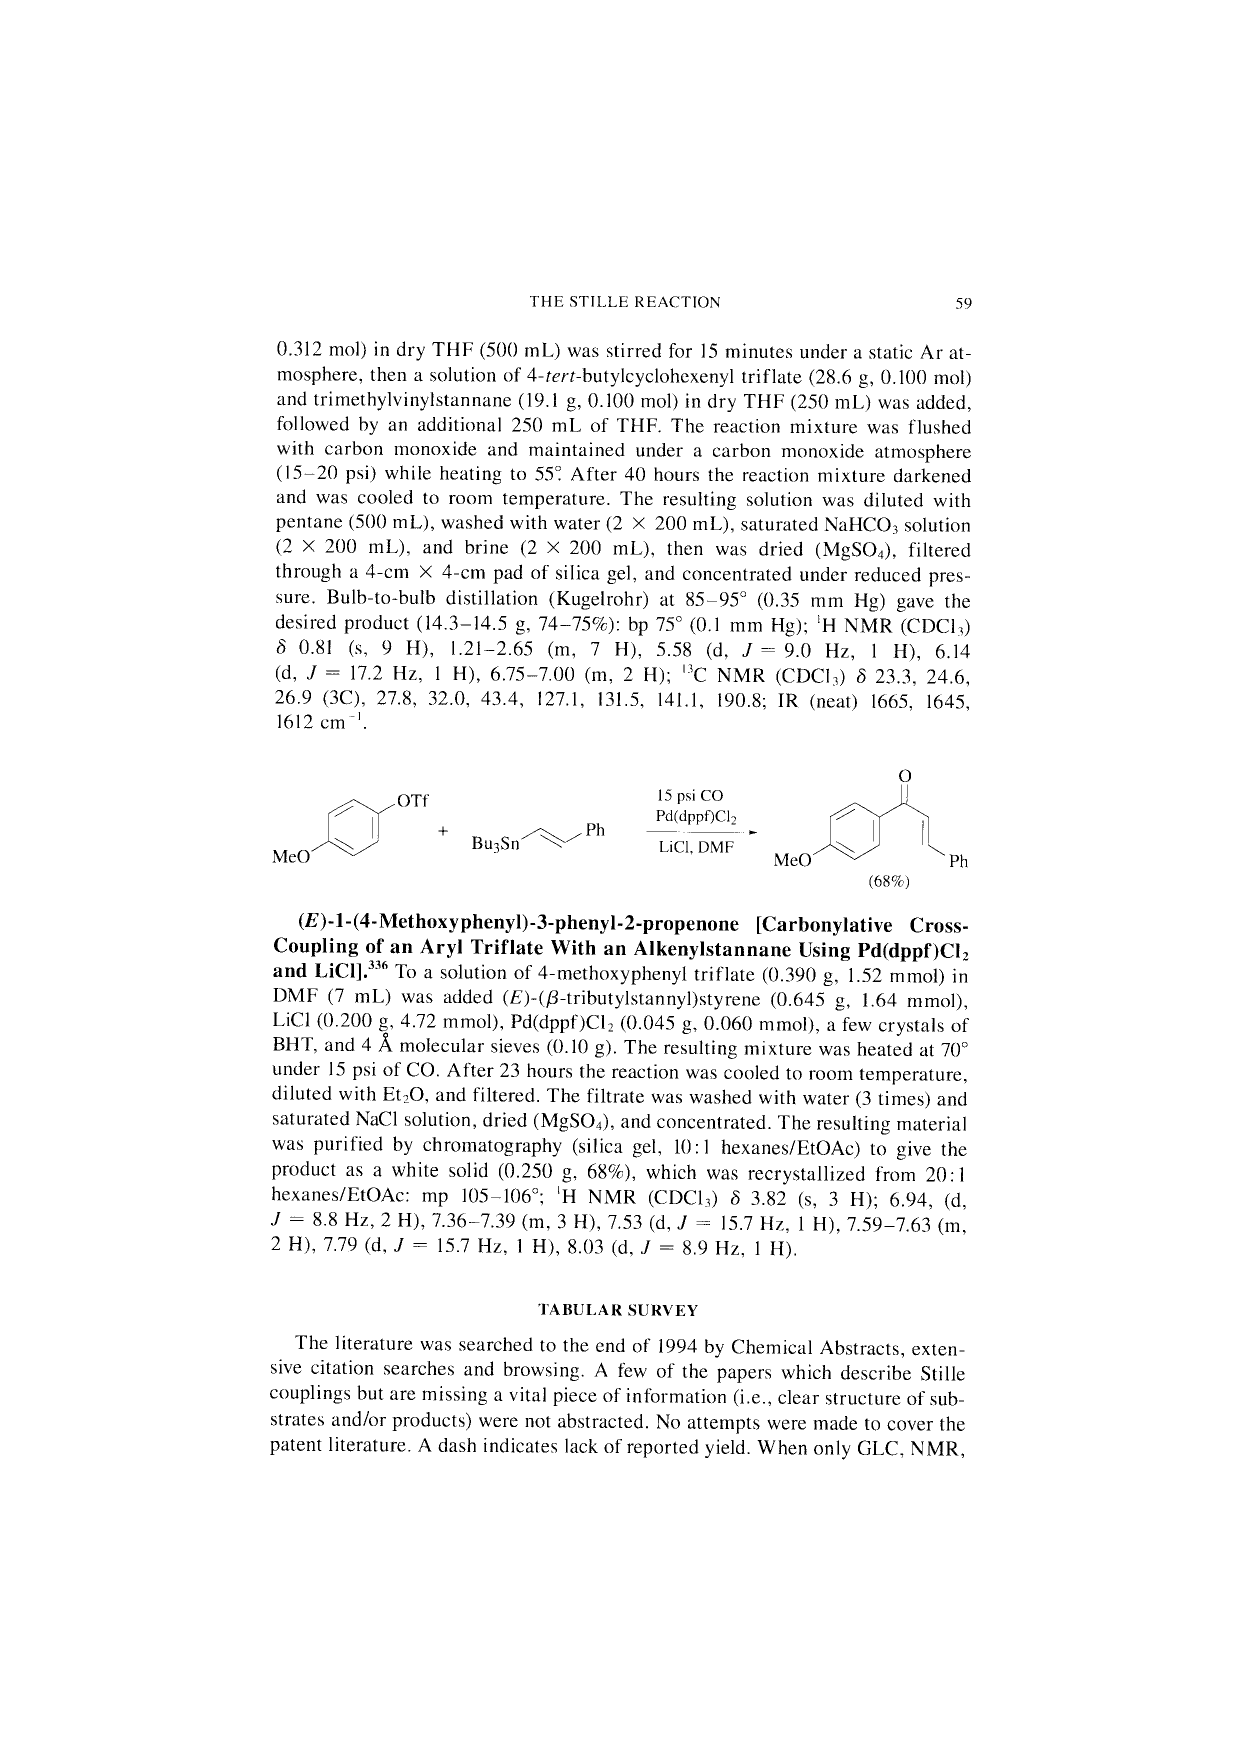 THE STILLE REACTION 59
0.312 mol) in dry THF (500 mL) was stirred for 15 minutes under a static Ar at-
mosphere, then a solution of 4-tert-butylcyclohexenyl triflate (28.6 g, 0.100 mol)
and trimethylvinylstannane (19.1 g, 0.100 mol) in dry THF (250 mL) was added,
followed by an additional 250 mL of THF. The reaction mixture was flushed
with carbon monoxide and maintained under a carbon monoxide atmosphere
(15–20 psi) while heating to 55°. After 40 hours the reaction mixture darkened
and was cooled to room temperature. The resulting solution was diluted with
pentane (500 mL), washed with water (2 × 200 mL), saturated NaHCO₃ solution
(2 × 200 mL), and brine (2 × 200 mL), then was dried (MgSO₄), filtered
through a 4-cm × 4-cm pad of silica gel, and concentrated under reduced pres-
sure. Bulb-to-bulb distillation (Kugelrohr) at 85–95° (0.35 mm Hg) gave the
desired product (14.3–14.5 g, 74–75%): bp 75° (0.1 mm Hg); ¹H NMR (CDCl₃)
δ 0.81 (s, 9 H), 1.21–2.65 (m, 7 H), 5.58 (d, J = 9.0 Hz, 1 H), 6.14
(d, J = 17.2 Hz, 1 H), 6.75–7.00 (m, 2 H); ¹³C NMR (CDCl₃) δ 23.3, 24.6,
26.9 (3C), 27.8, 32.0, 43.4, 127.1, 131.5, 141.1, 190.8; IR (neat) 1665, 1645,
1612 cm⁻¹.
OTf
MeO
+
Bu₃Sn
Ph
15 psi CO
Pd(dppf)Cl₂
LiCl, DMF
O
MeO
Ph
(68%)
(E)-1-(4-Methoxyphenyl)-3-phenyl-2-propenone [Carbonylative Cross-
Coupling of an Aryl Triflate With an Alkenylstannane Using Pd(dppf)Cl₂
and LiCl].³³⁶ To a solution of 4-methoxyphenyl triflate (0.390 g, 1.52 mmol) in
DMF (7 mL) was added (E)-(β-tributylstannyl)styrene (0.645 g, 1.64 mmol),
LiCl (0.200 g, 4.72 mmol), Pd(dppf)Cl₂ (0.045 g, 0.060 mmol), a few crystals of
BHT, and 4 Å molecular sieves (0.10 g). The resulting mixture was heated at 70°
under 15 psi of CO. After 23 hours the reaction was cooled to room temperature,
diluted with Et₂O, and filtered. The filtrate was washed with water (3 times) and
saturated NaCl solution, dried (MgSO₄), and concentrated. The resulting material
was purified by chromatography (silica gel, 10:1 hexanes/EtOAc) to give the
product as a white solid (0.250 g, 68%), which was recrystallized from 20:1
hexanes/EtOAc: mp 105–106°; ¹H NMR (CDCl₃) δ 3.82 (s, 3 H); 6.94, (d,
J = 8.8 Hz, 2 H), 7.36–7.39 (m, 3 H), 7.53 (d, J = 15.7 Hz, 1 H), 7.59–7.63 (m,
2 H), 7.79 (d, J = 15.7 Hz, 1 H), 8.03 (d, J = 8.9 Hz, 1 H).
TABULAR SURVEY
The literature was searched to the end of 1994 by Chemical Abstracts, exten-
sive citation searches and browsing. A few of the papers which describe Stille
couplings but are missing a vital piece of information (i.e., clear structure of sub-
strates and/or products) were not abstracted. No attempts were made to cover the
patent literature. A dash indicates lack of reported yield. When only GLC, NMR,